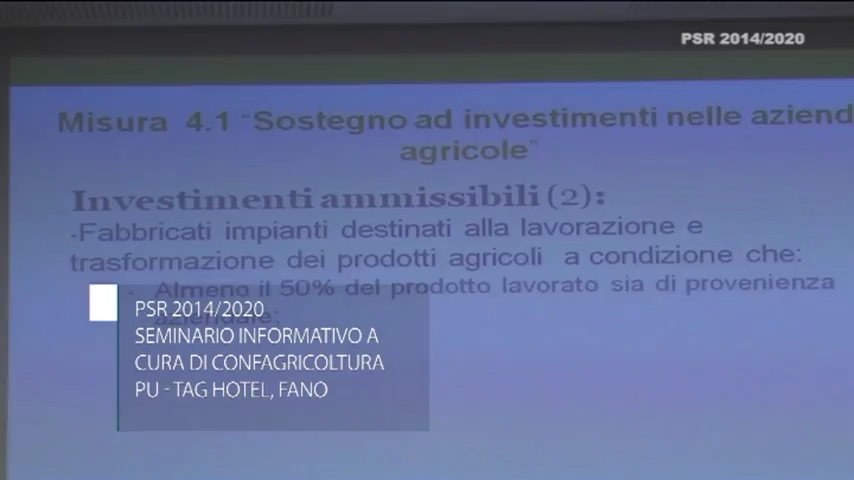 PSR 2014/2020
Misura 4.1 "Sostegno ad investimenti nelle aziend
agricole"
Investimenti ammissibili (2):
-Fabbricati impianti destinati alla lavorazione e
trasformazione dei prodotti agricoli a condizione che:
- Almeno il 50% del prodotto lavorato sia di provenienza
aziendale;
PSR 2014/2020
SEMINARIO INFORMATIVO A
CURA DI CONFAGRICOLTURA
PU - TAG HOTEL, FANO